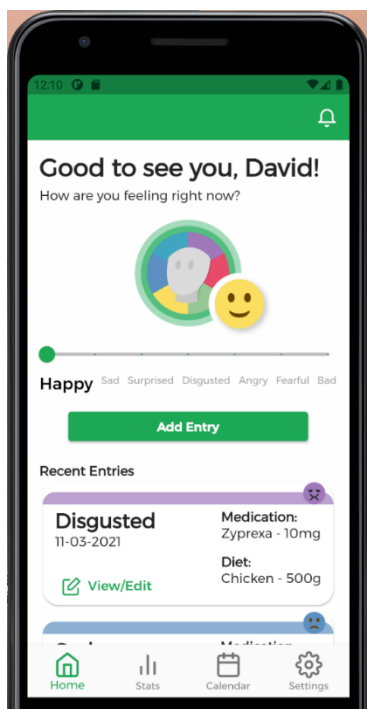 12:10
Good to see you, David!
How are you feeling right now?
Happy Sad Surprised Disgusted Angry Fearful Bad
Add Entry
Recent Entries
Disgusted
11-03-2021
View/Edit
Medication:
Zyprexa - 10mg
Diet:
Chicken - 500g
Home Stats Calendar Settings